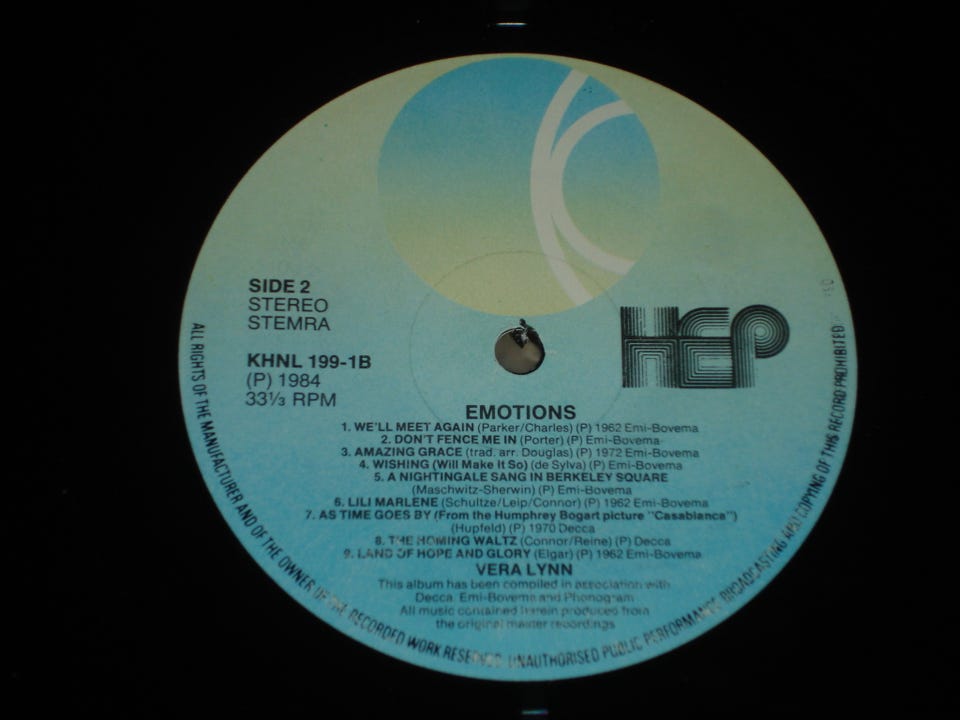 SIDE 2
STEREO
STEMRA
KHNL 199-1B
(P) 1984
33⅓ RPM
HEP
EMOTIONS
1. WE'LL MEET AGAIN (Parker/Charles) (P) 1962 Emi-Bovema
2. DON'T FENCE ME IN (Porter) (P) Emi-Bovema
3. AMAZING GRACE (trad. arr. Douglas) (P) 1972 Emi-Bovema
4. WISHING (Will Make It So) (de Sylva) (P) Emi-Bovema
5. A NIGHTINGALE SANG IN BERKELEY SQUARE
(Maschwitz-Sherwin) (P) Emi-Bovema
6. LILI MARLENE (Schultze/Leip/Connor) (P) 1962 Emi-Bovema
7. AS TIME GOES BY (From the Humphrey Bogart picture "Casablanca")
(Hupfeld) (P) 1970 Decca
8. THE HOMING WALTZ (Connor/Reine) (P) Decca
9. LAND OF HOPE AND GLORY (Elgar) (P) 1962 Emi-Bovema
VERA LYNN
This album has been compiled in association with
Decca, Emi-Bovema and Phonogram
All music contained herein produced from
the original master recordings
ALL RIGHTS OF THE MANUFACTURER AND OF THE OWNER OF THE RECORDED WORK RESERVED. UNAUTHORISED PUBLIC PERFORMANCE, BROADCASTING AND COPYING OF THIS RECORD PROHIBITED